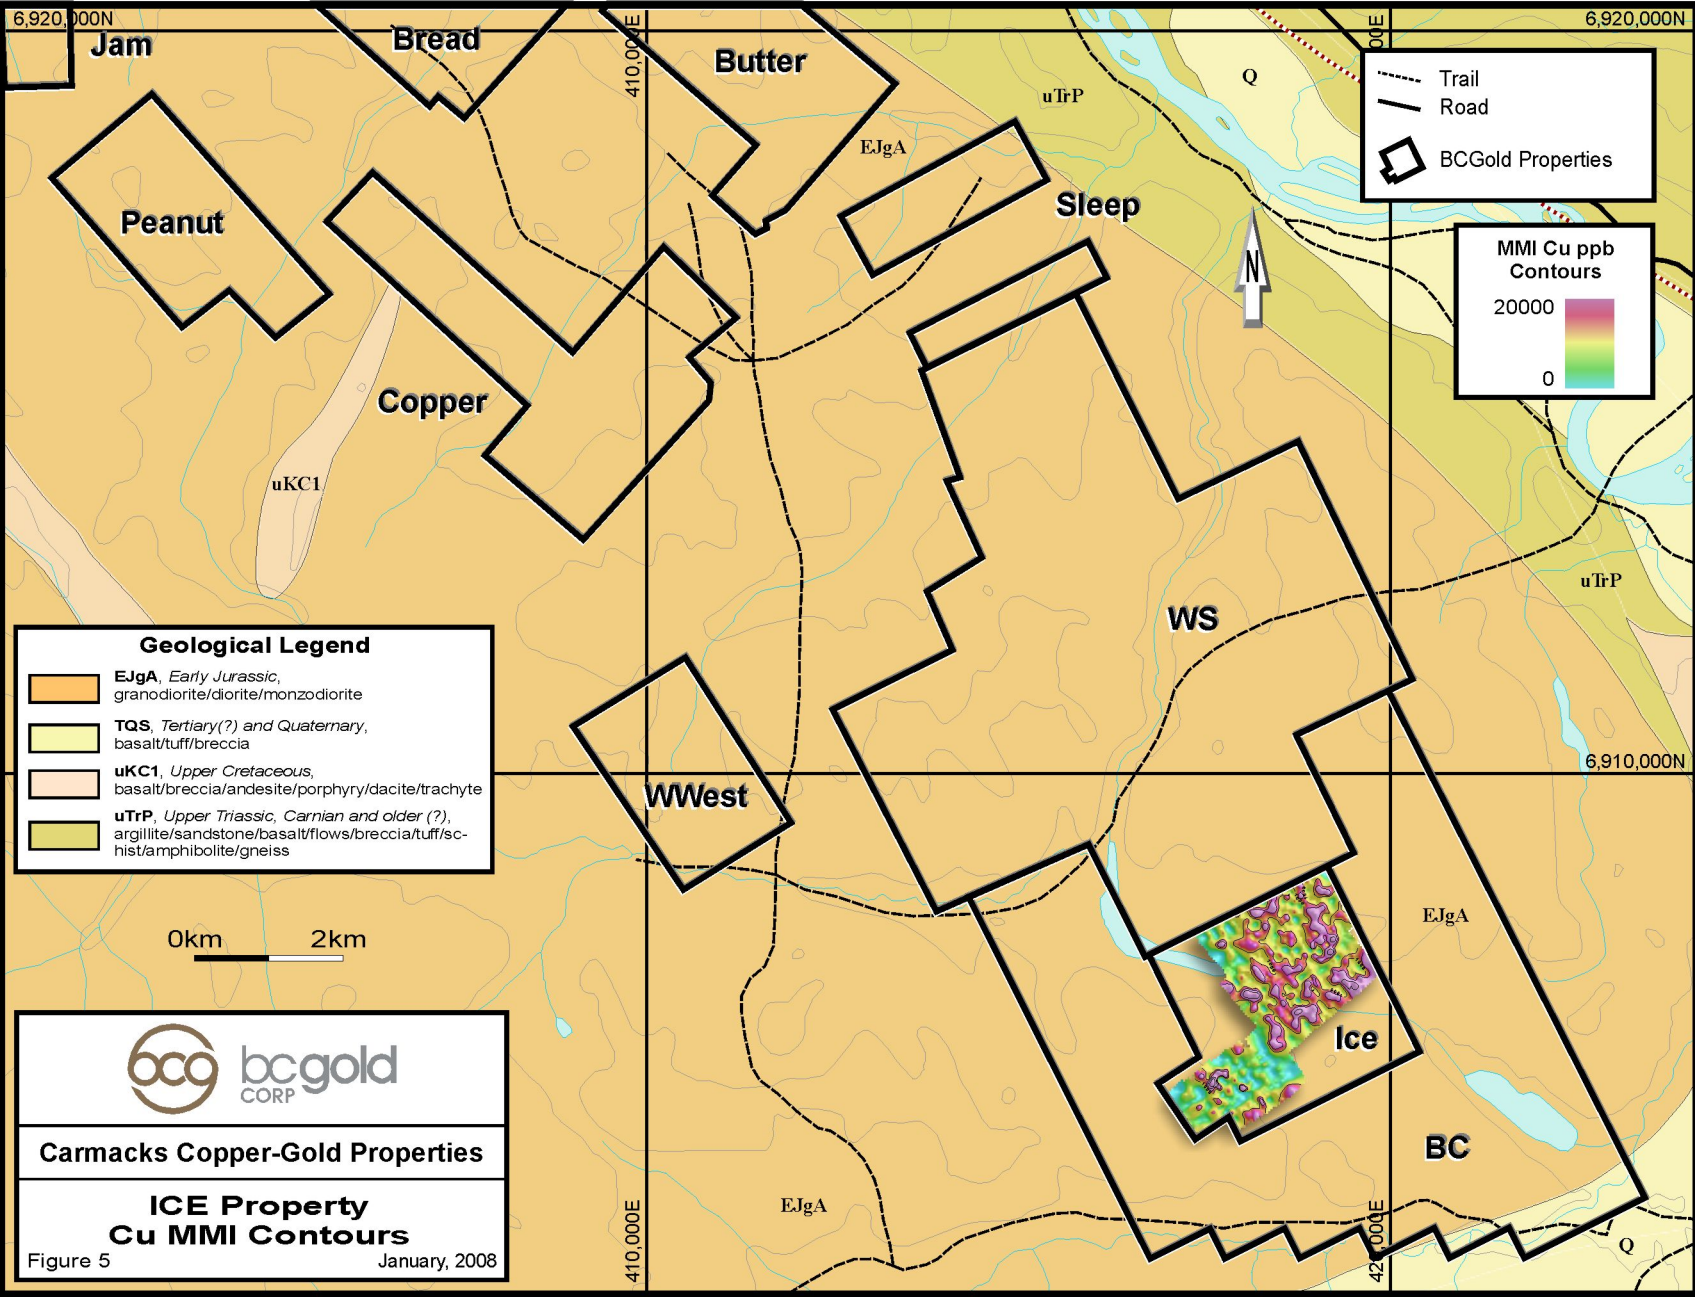 6,920,000N
6,920,000N
Jam
Bread
Butter
410,000E
00E
Q
uTrP
EJgA
Trail
Road
BCGold Properties
Peanut
Sleep
N
MMI Cu ppb
Contours
20000
0
Copper
uKC1
uTrP
WS
Geological Legend
EJgA, Early Jurassic,
granodiorite/diorite/monzodiorite
TQS, Tertiary(?) and Quaternary,
basalt/tuff/breccia
uKC1, Upper Cretaceous,
basalt/breccia/andesite/porphyry/dacite/trachyte
uTrP, Upper Triassic, Carnian and older (?),
argillite/sandstone/basalt/flows/breccia/tuff/sc-
hist/amphibolite/gneiss
6,910,000N
WWest
EJgA
0km 2km
Ice
BC
bcg bcgold
CORP
Carmacks Copper-Gold Properties
ICE Property
Cu MMI Contours
Figure 5 January, 2008
EJgA
410,000E
420,000E
Q